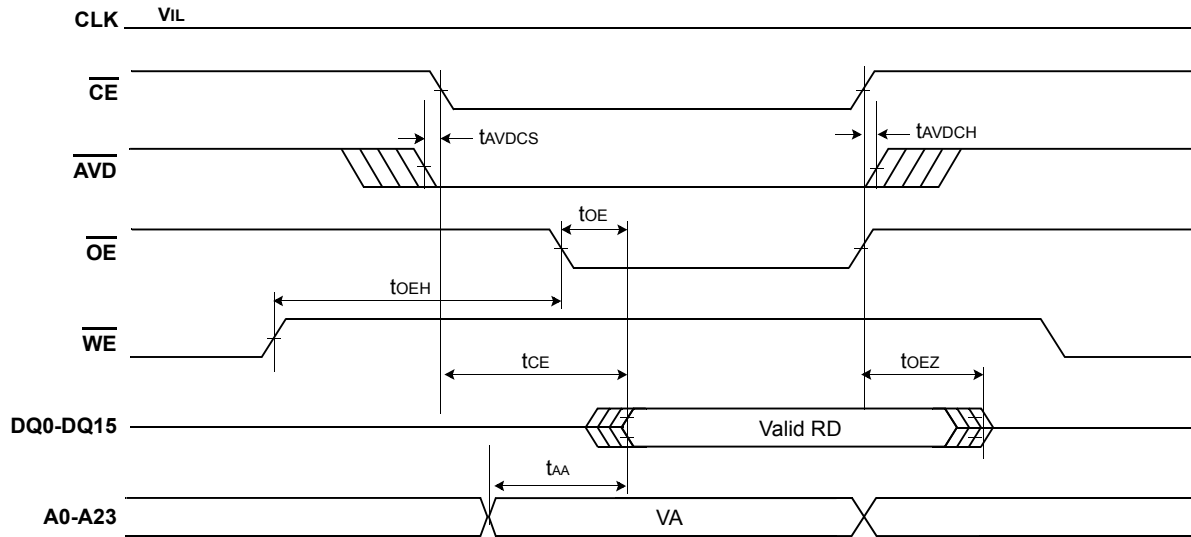 CLK VIL
CE
tAVDCS tAVDCH
AVD
tOE
OE
tOEH
WE
tCE tOEZ
DQ0-DQ15 Valid RD
tAA
A0-A23 VA